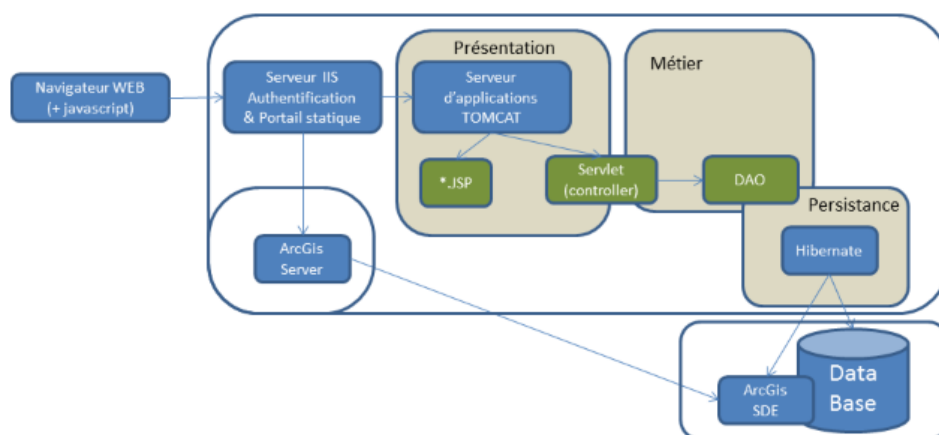 Présentation
Métier
Navigateur WEB
(+ javascript)
Serveur IIS
Authentification
& Portail statique
Serveur
d'applications
TOMCAT
*.JSP
Servlet
(controller)
DAO
Persistance
ArcGis
Server
Hibernate
ArcGis
SDE
Data
Base